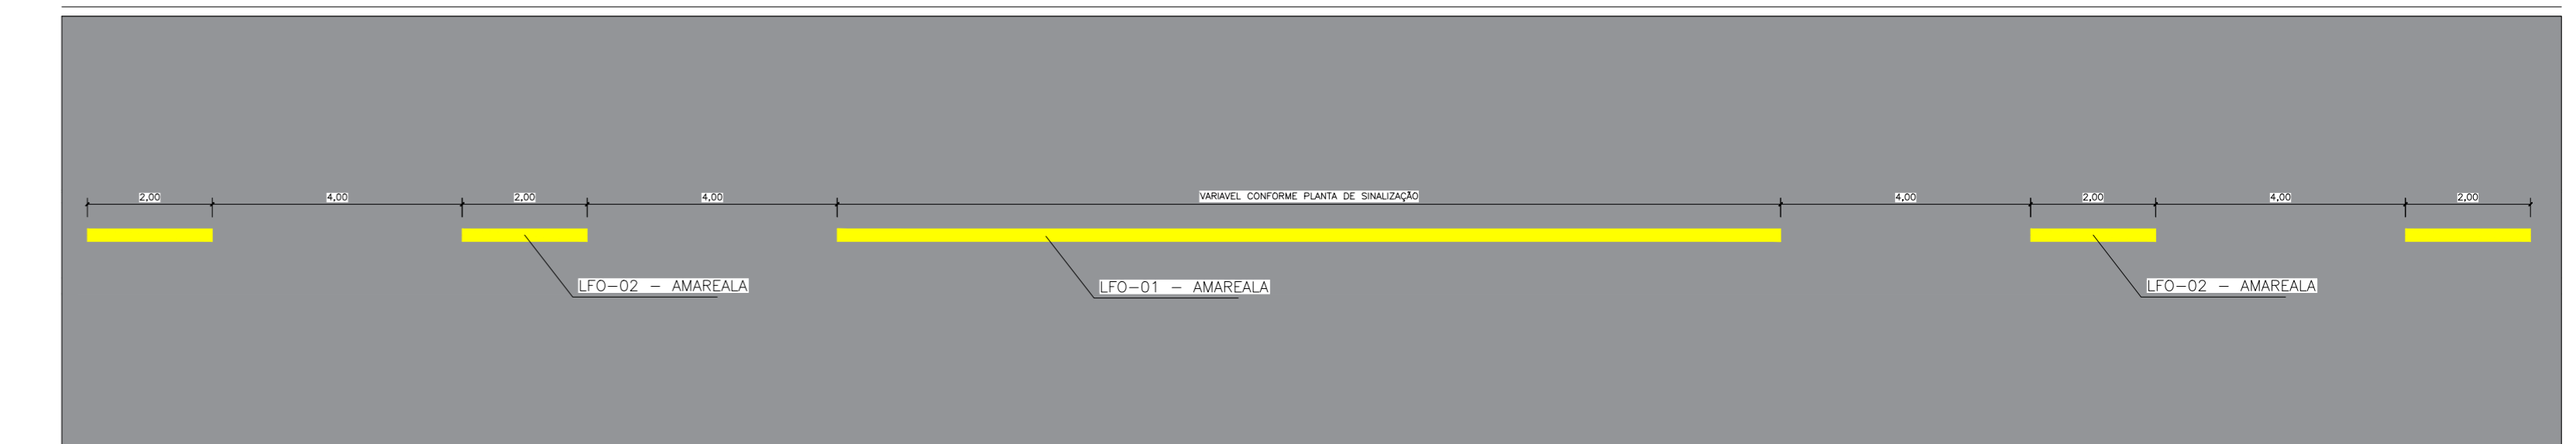 2,00
4,00
2,00
4,00
VARIAVEL CONFORME PLANTA DE SINALIZAÇÃO
4,00
2,00
4,00
2,00
LFO-02 - AMAREALA
LFO-01 - AMAREALA
LFO-02 - AMAREALA